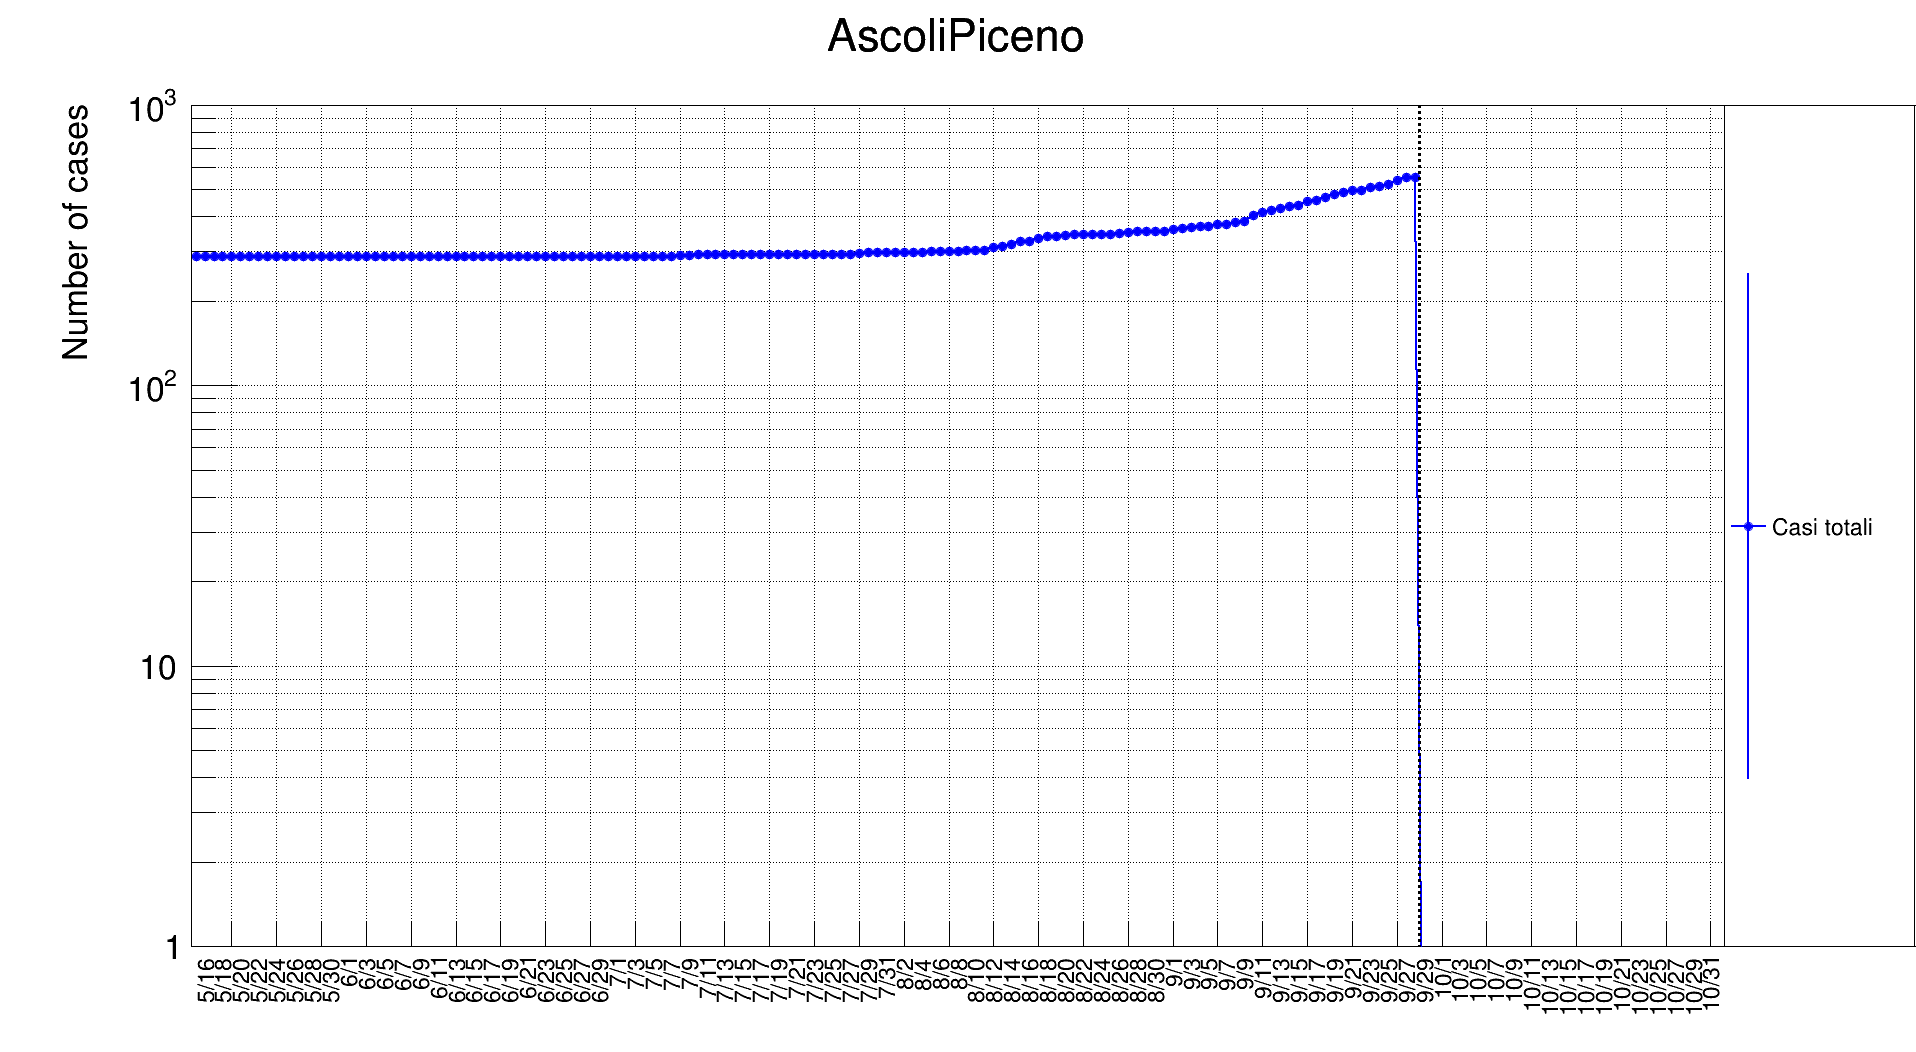 AscoliPiceno
Number of cases
10³
10²
10
1
5/16 5/18 5/20 5/22 5/24 5/26 5/28 5/30 6/1 6/3 6/5 6/7 6/9 6/11 6/13 6/15 6/17 6/19 6/21 6/23 6/25 6/27 6/29 7/1 7/3 7/5 7/7 7/9 7/11 7/13 7/15 7/17 7/19 7/21 7/23 7/25 7/27 7/29 7/31 8/2 8/4 8/6 8/8 8/10 8/12 8/14 8/16 8/18 8/20 8/22 8/24 8/26 8/28 8/30 9/1 9/3 9/5 9/7 9/9 9/11 9/13 9/15 9/17 9/19 9/21 9/23 9/25 9/27 9/29 10/1 10/3 10/5 10/7 10/9 10/11 10/13 10/15 10/17 10/19 10/21 10/23 10/25 10/27 10/29 10/31
Casi totali